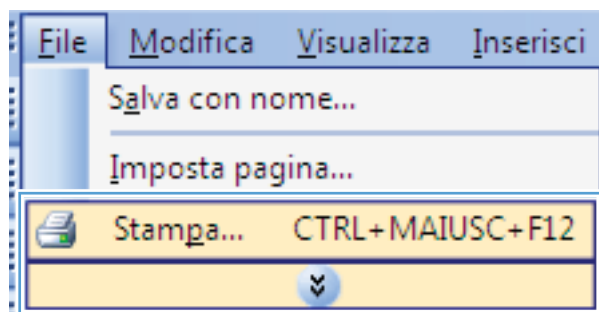 File Modifica Visualizza Inserisci
Salva con nome...
Imposta pagina...
Stampa... CTRL+MAIUSC+F12